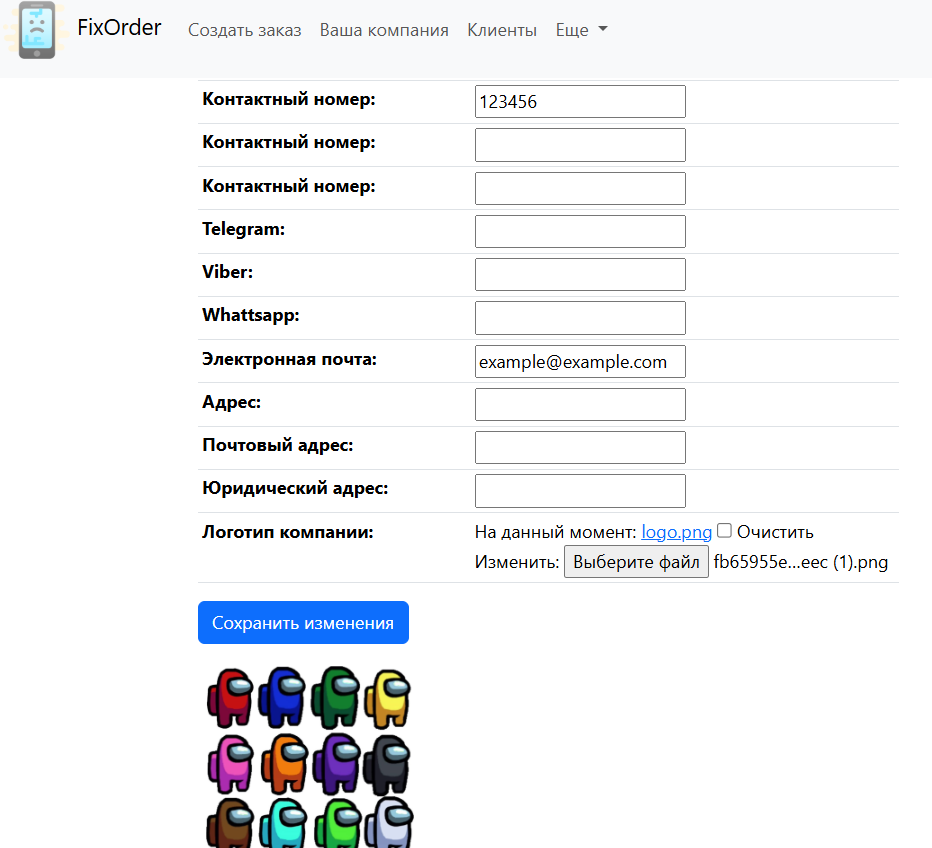 FixOrder Создать заказ Ваша компания Клиенты Еще
Контактный номер: 123456
Контактный номер:
Контактный номер:
Telegram:
Viber:
Whattsapp:
Электронная почта: example@example.com
Адрес:
Почтовый адрес:
Юридический адрес:
Логотип компании: На данный момент: logo.png Очистить
Изменить: Выберите файл fb65955e...eec (1).png
Сохранить изменения